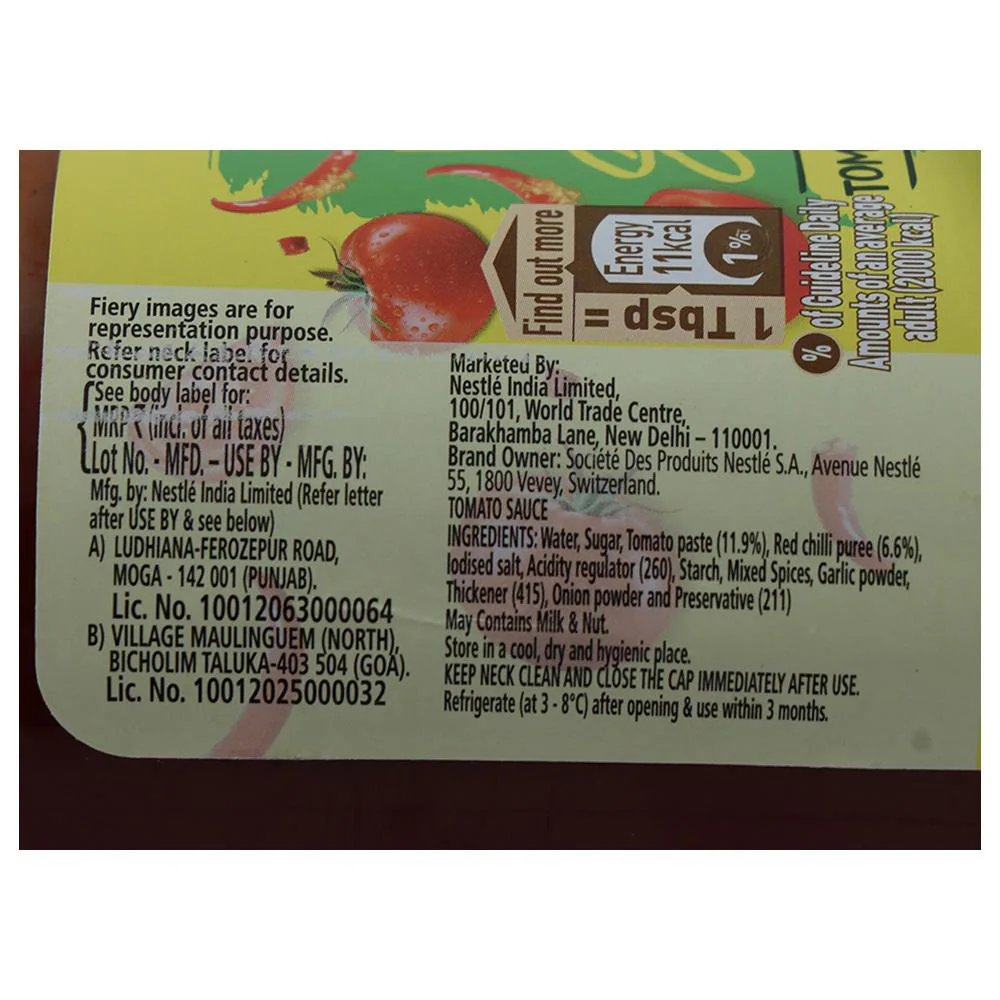 TOM
Find out more
Energy
11kcal
1%
1 Tbsp =
% of Guideline Daily
Amounts of an average
adult (2000 kcal)
Fiery images are for
representation purpose.
Refer neck label for
consumer contact details.
See body label for:
MRP ₹ (incl. of all taxes)
Lot No. - MFD. – USE BY - MFG. BY:
Mfg. by: Nestlé India Limited (Refer letter
after USE BY & see below)
A) LUDHIANA-FEROZEPUR ROAD,
MOGA - 142 001 (PUNJAB).
Lic. No. 10012063000064
B) VILLAGE MAULINGUEM (NORTH),
BICHOLIM TALUKA-403 504 (GOA).
Lic. No. 10012025000032
Marketed By:
Nestlé India Limited,
100/101, World Trade Centre,
Barakhamba Lane, New Delhi – 110001.
Brand Owner: Société Des Produits Nestlé S.A., Avenue Nestlé
55, 1800 Vevey, Switzerland.
TOMATO SAUCE
INGREDIENTS: Water, Sugar, Tomato paste (11.9%), Red chilli puree (6.6%),
Iodised salt, Acidity regulator (260), Starch, Mixed Spices, Garlic powder,
Thickener (415), Onion powder and Preservative (211)
May Contains Milk & Nut.
Store in a cool, dry and hygienic place.
KEEP NECK CLEAN AND CLOSE THE CAP IMMEDIATELY AFTER USE.
Refrigerate (at 3 - 8°C) after opening & use within 3 months.